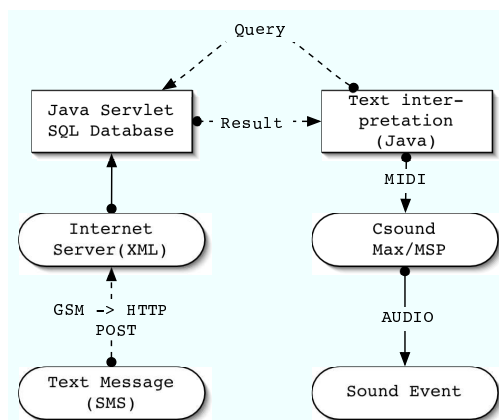 Query
Java Servlet
SQL Database
Result
Text inter-
pretation
(Java)
MIDI
Internet
Server(XML)
Csound
Max/MSP
GSM -> HTTP
POST
AUDIO
Text Message
(SMS)
Sound Event